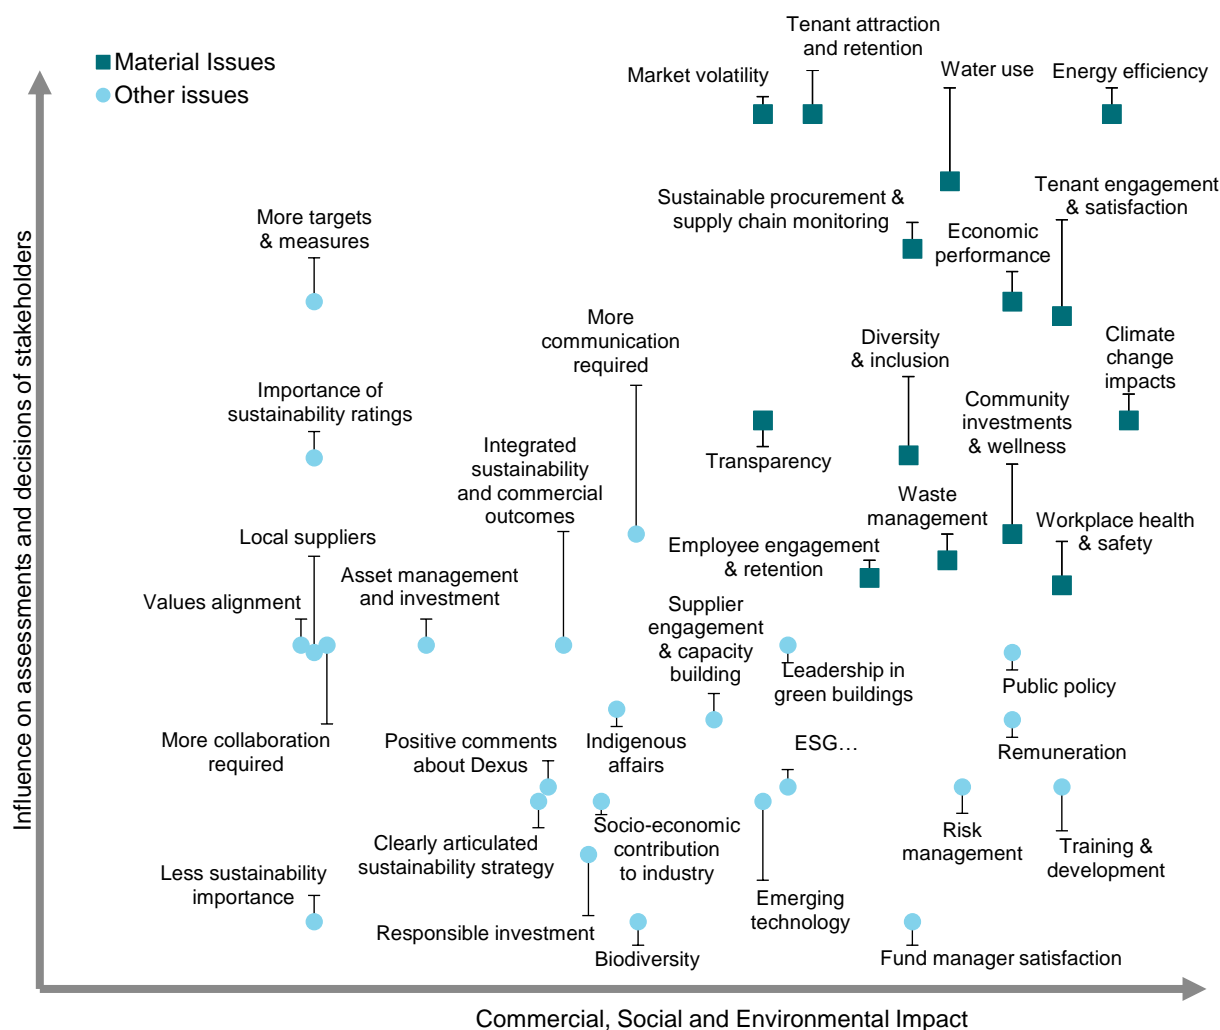 Tenant attraction
and retention
Material Issues
Other issues
Market volatility
Water use
Energy efficiency
Sustainable procurement &
supply chain monitoring
Tenant engagement
& satisfaction
More targets
& measures
Economic
performance
More
communication
required
Diversity
& inclusion
Climate
change
impacts
Importance of
sustainability ratings
Community
investments
& wellness
Integrated
sustainability
and commercial
outcomes
Transparency
Waste
management
Local suppliers
Employee engagement
& retention
Workplace health
& safety
Values alignment
Asset management
and investment
Supplier
engagement
& capacity
building
Leadership in
green buildings
Public policy
More collaboration
required
Positive comments
about Dexus
Indigenous
affairs
ESG…
Remuneration
Clearly articulated
sustainability strategy
Socio-economic
contribution
to industry
Risk
management
Training &
development
Less sustainability
importance
Emerging
technology
Responsible investment
Biodiversity
Fund manager satisfaction
Influence on assessments and decisions of stakeholders
Commercial, Social and Environmental Impact